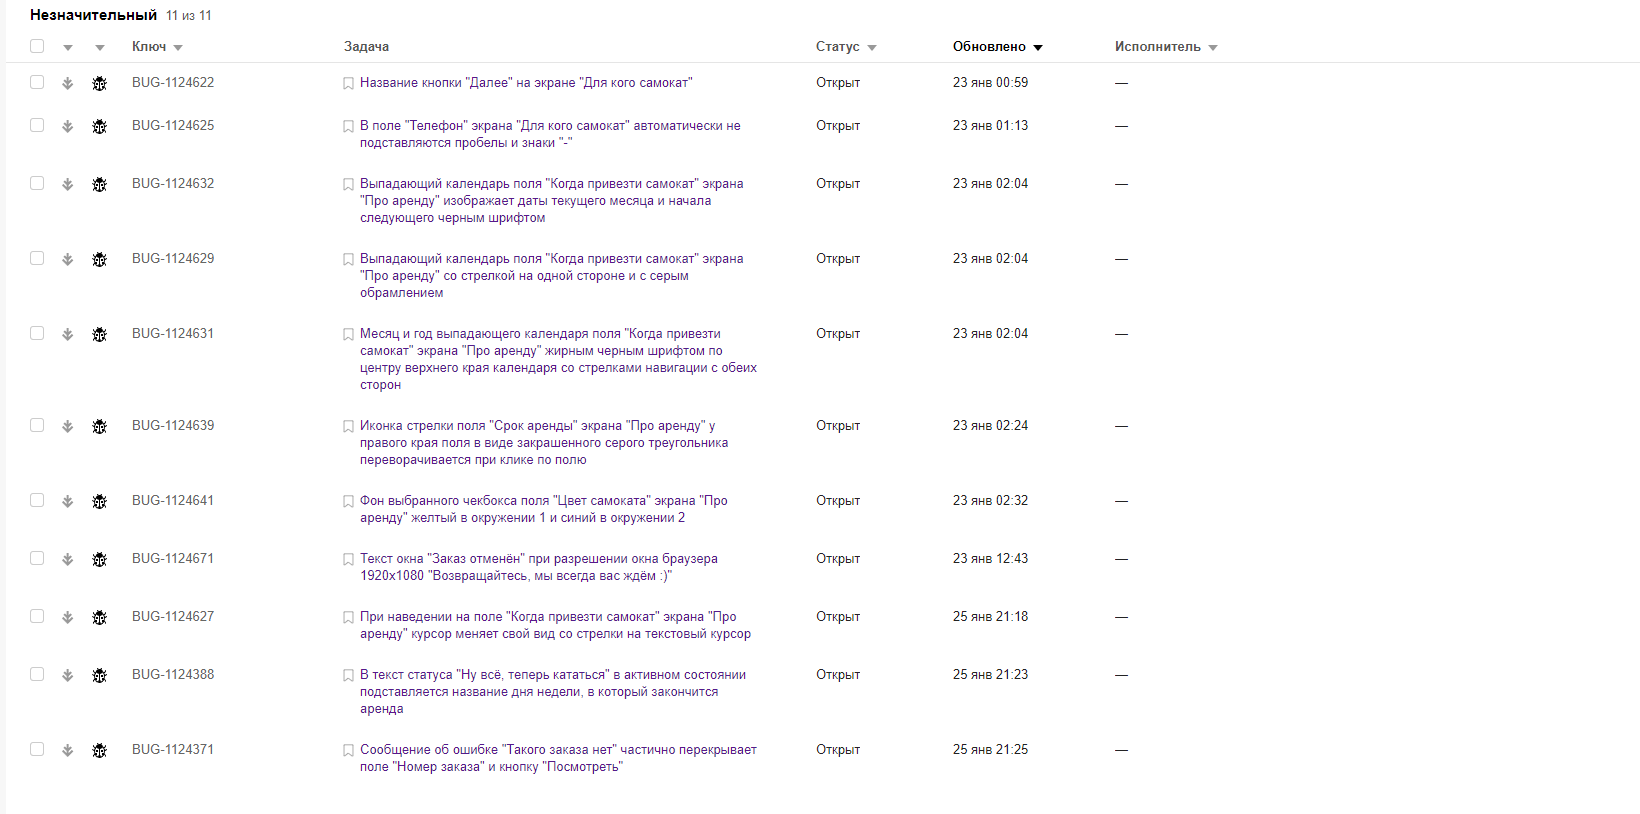 Незначительный 11 из 11
Ключ Задача Статус Обновлено Исполнитель
BUG-1124622 Название кнопки "Далее" на экране "Для кого самокат" Открыт 23 янв 00:59 —
BUG-1124625 В поле "Телефон" экрана "Для кого самокат" автоматически не Открыт 23 янв 01:13 —
подставляются пробелы и знаки "-"
BUG-1124632 Выпадающий календарь поля "Когда привезти самокат" экрана Открыт 23 янв 02:04 —
"Про аренду" изображает даты текущего месяца и начала
следующего черным шрифтом
BUG-1124629 Выпадающий календарь поля "Когда привезти самокат" экрана Открыт 23 янв 02:04 —
"Про аренду" со стрелкой на одной стороне и с серым
обрамлением
BUG-1124631 Месяц и год выпадающего календаря поля "Когда привезти Открыт 23 янв 02:04 —
самокат" экрана "Про аренду" жирным черным шрифтом по
центру верхнего края календаря со стрелками навигации с обеих
сторон
BUG-1124639 Иконка стрелки поля "Срок аренды" экрана "Про аренду" у Открыт 23 янв 02:24 —
правого края поля в виде закрашенного серого треугольника
переворачивается при клике по полю
BUG-1124641 Фон выбранного чекбокса поля "Цвет самоката" экрана "Про Открыт 23 янв 02:32 —
аренду" желтый в окружении 1 и синий в окружении 2
BUG-1124671 Текст окна "Заказ отменён" при разрешении окна браузера Открыт 23 янв 12:43 —
1920x1080 "Возвращайтесь, мы всегда вас ждём :)"
BUG-1124627 При наведении на поле "Когда привезти самокат" экрана "Про Открыт 25 янв 21:18 —
аренду" курсор меняет свой вид со стрелки на текстовый курсор
BUG-1124388 В текст статуса "Ну всё, теперь кататься" в активном состоянии Открыт 25 янв 21:23 —
подставляется название дня недели, в который закончится
аренда
BUG-1124371 Сообщение об ошибке "Такого заказа нет" частично перекрывает Открыт 25 янв 21:25 —
поле "Номер заказа" и кнопку "Посмотреть"